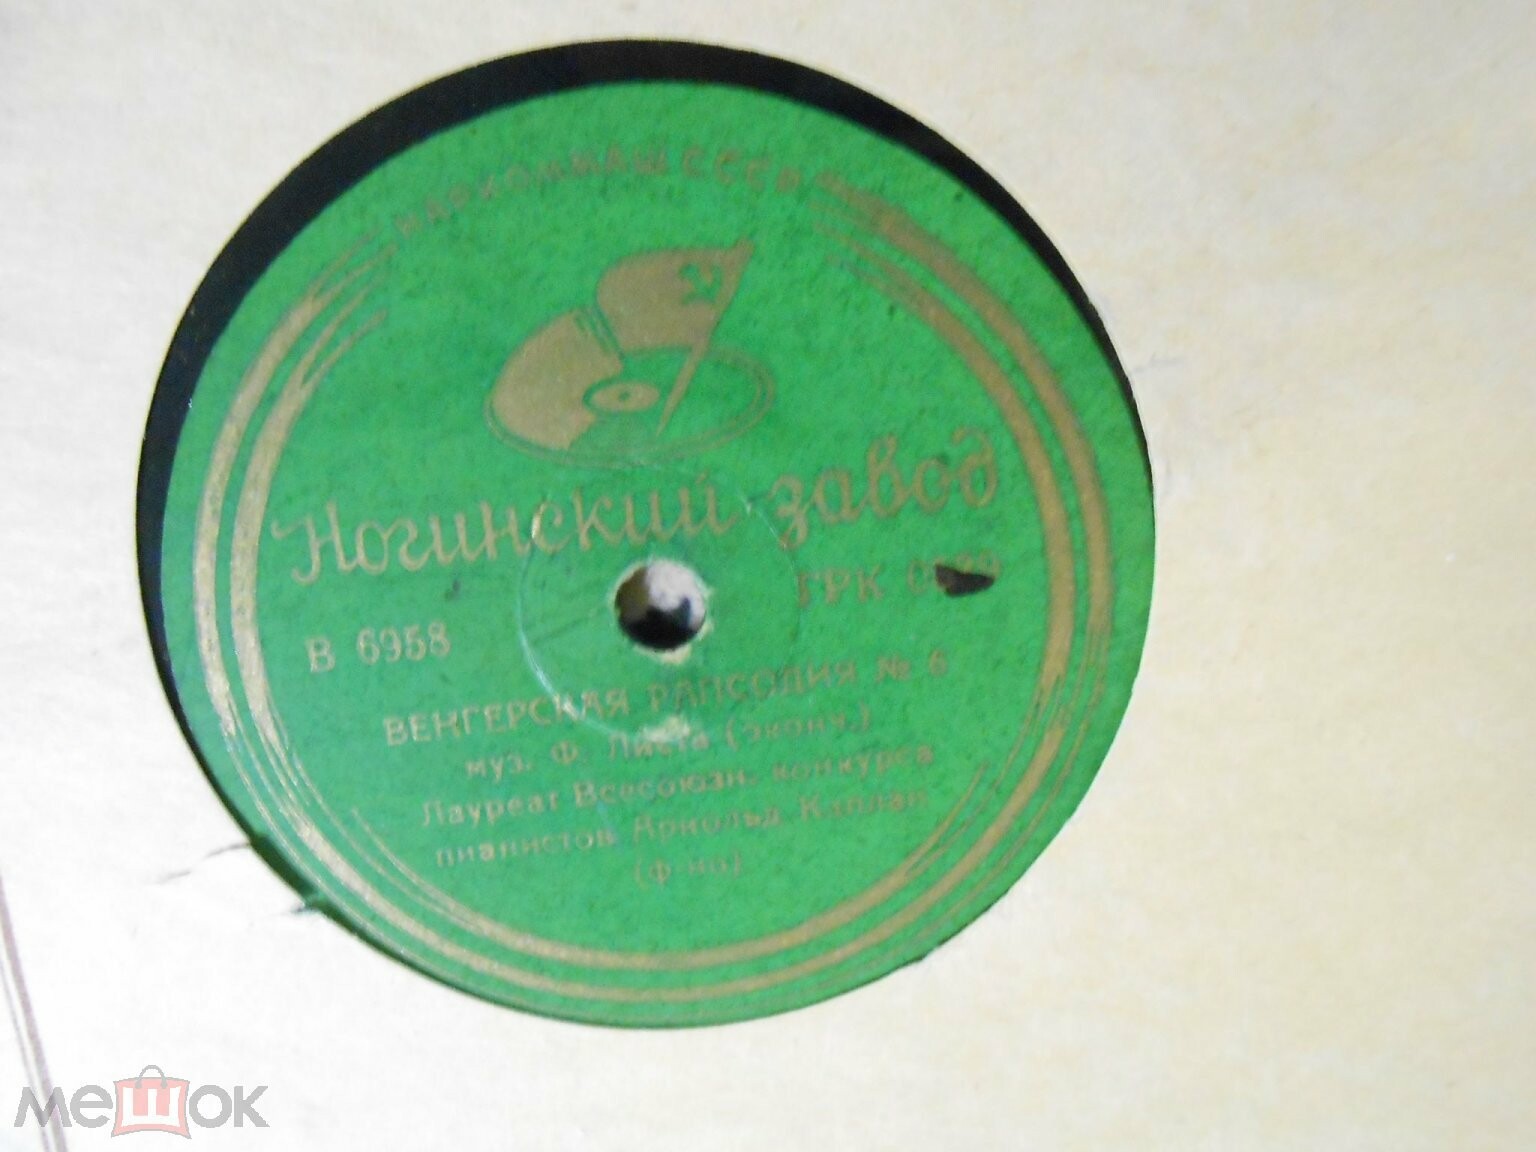 НАРКОММАШ СССР
Ногинский завод
ГРК
В 6958
ВЕНГЕРСКАЯ РАПСОДИЯ № 6
муз. Ф. Листа
Лауреат Всесоюзн. конкурса
пианистов Арнольд Каплан
(ф-но)
мешок